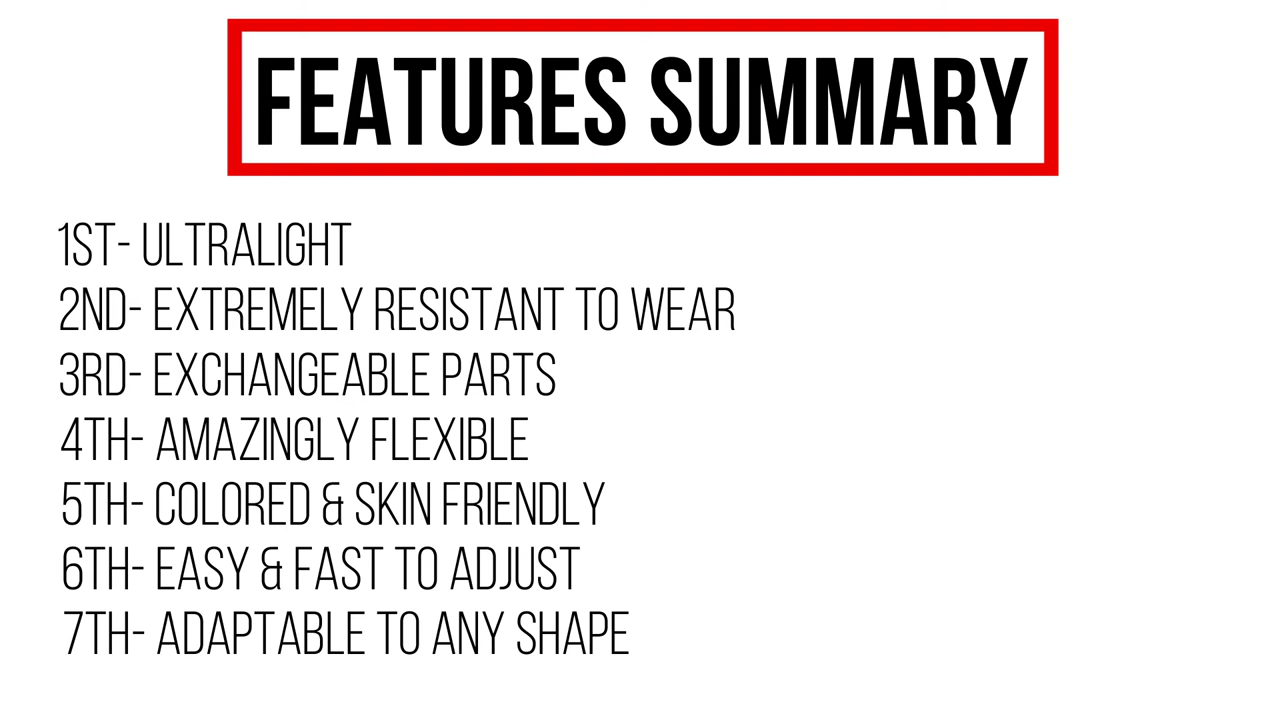 FEATURES SUMMARY
1ST- ULTRALIGHT
2ND- EXTREMELY RESISTANT TO WEAR
3RD- EXCHANGEABLE PARTS
4TH- AMAZINGLY FLEXIBLE
5TH- COLORED & SKIN FRIENDLY
6TH- EASY & FAST TO ADJUST
7TH- ADAPTABLE TO ANY SHAPE